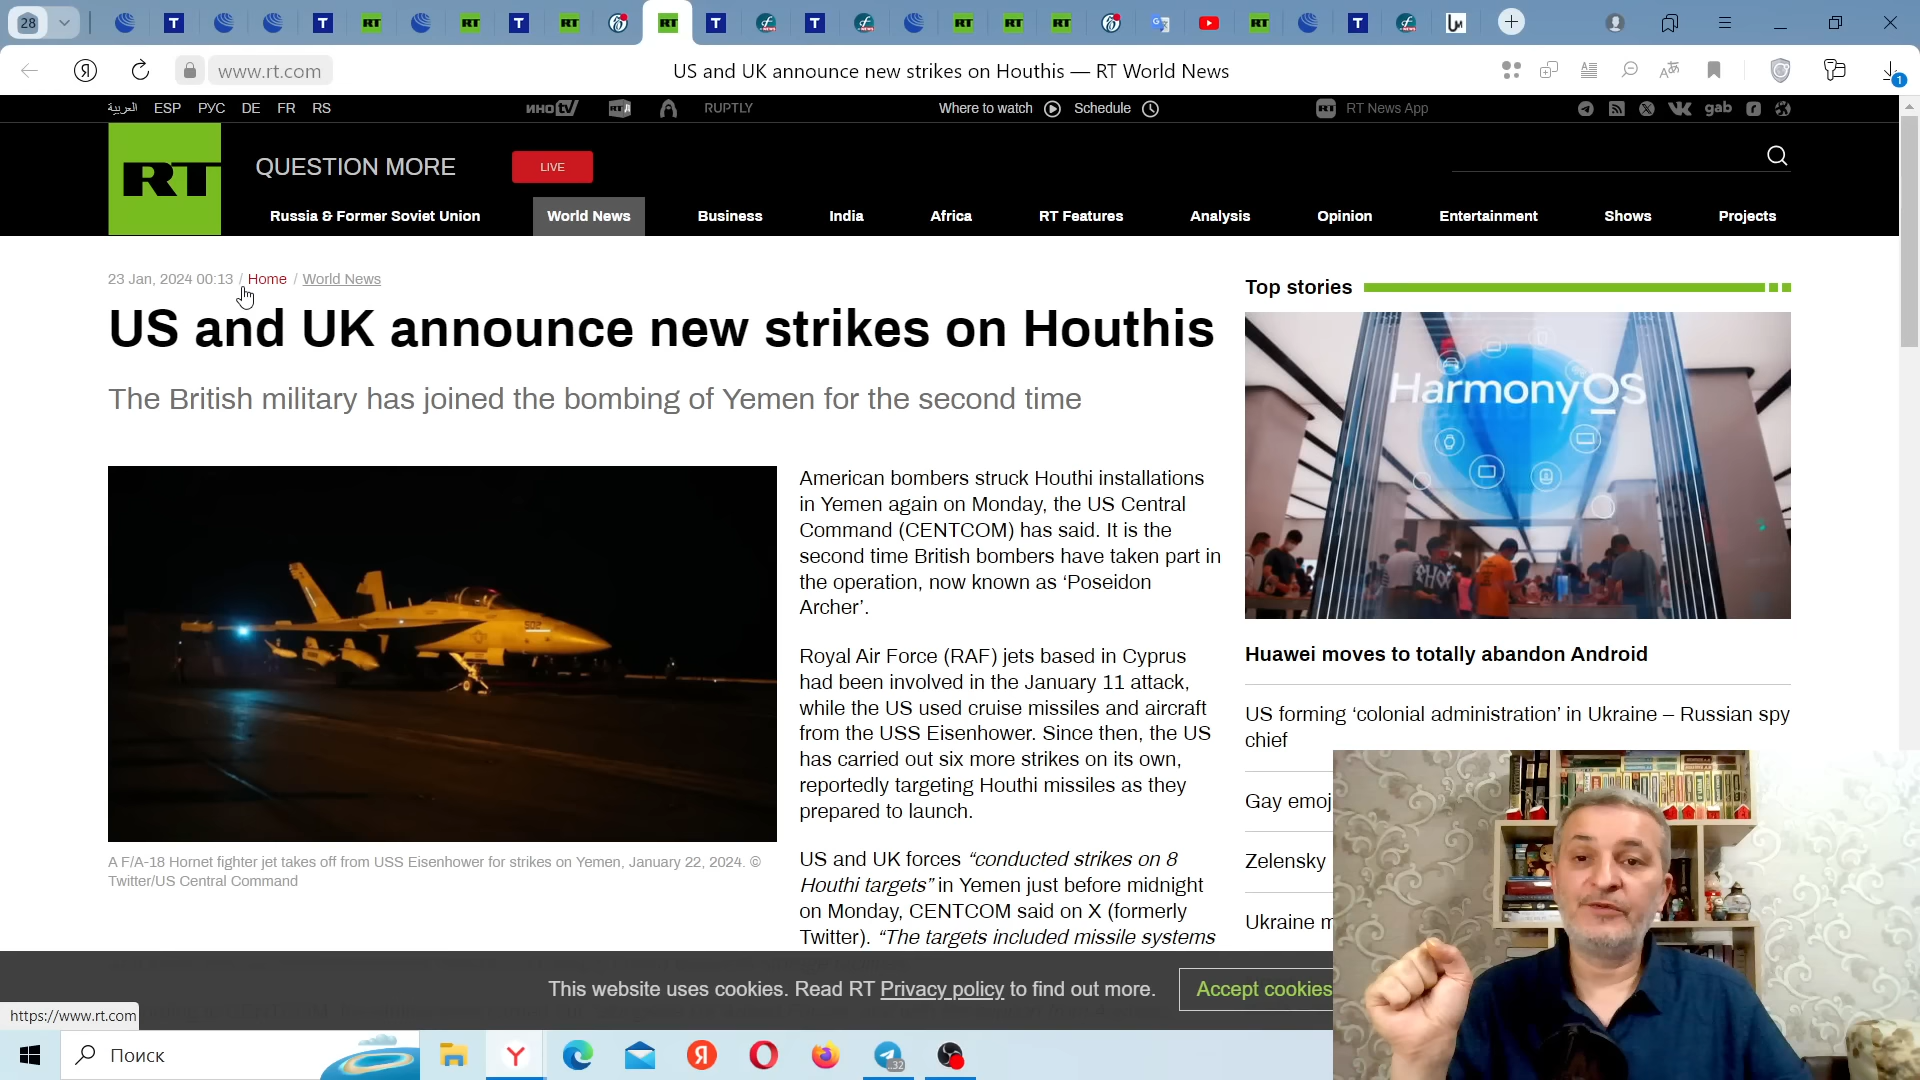 28
www.rt.com
US and UK announce new strikes on Houthis — RT World News
1
العربية ESP РУС DE FR RS
ИНОTV
RUPTLY
Where to watch
Schedule
RT News App
gab
RT
QUESTION MORE
LIVE
Russia & Former Soviet Union
World News
Business
India
Africa
RT Features
Analysis
Opinion
Entertainment
Shows
Projects
23 Jan, 2024 00:13 / Home / World News
US and UK announce new strikes on Houthis
The British military has joined the bombing of Yemen for the second time
A F/A-18 Hornet fighter jet takes off from USS Eisenhower for strikes on Yemen, January 22, 2024. ©
Twitter/US Central Command
American bombers struck Houthi installations
in Yemen again on Monday, the US Central
Command (CENTCOM) has said. It is the
second time British bombers have taken part in
the operation, now known as ‘Poseidon
Archer’.
Royal Air Force (RAF) jets based in Cyprus
had been involved in the January 11 attack,
while the US used cruise missiles and aircraft
from the USS Eisenhower. Since then, the US
has carried out six more strikes on its own,
reportedly targeting Houthi missiles as they
prepared to launch.
US and UK forces “conducted strikes on 8
Houthi targets” in Yemen just before midnight
on Monday, CENTCOM said on X (formerly
Twitter). “The targets included missile systems
Top stories
HarmonyOS
Huawei moves to totally abandon Android
US forming ‘colonial administration’ in Ukraine – Russian spy
chief
Gay emoj
Zelensky
Ukraine m
This website uses cookies. Read RT Privacy policy to find out more.
Accept cookies
https://www.rt.com
Поиск